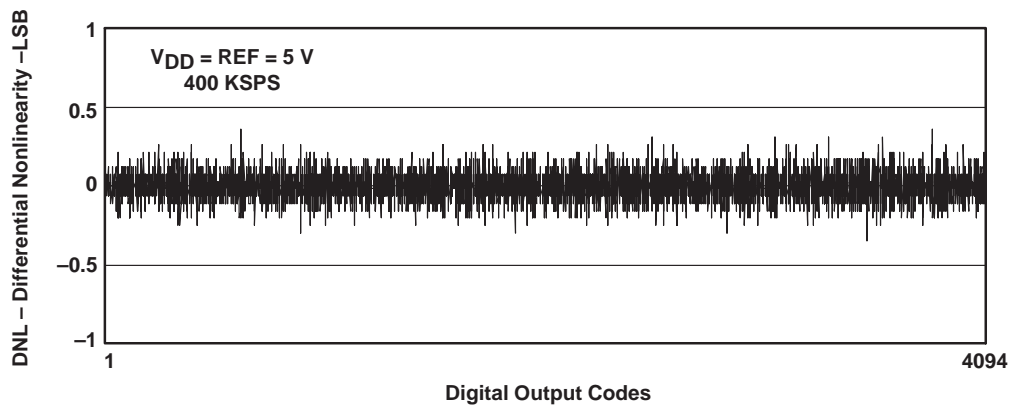 DNL – Differential Nonlinearity –LSB
1
0.5
0
–0.5
–1
VDD = REF = 5 V
400 KSPS
1
4094
Digital Output Codes